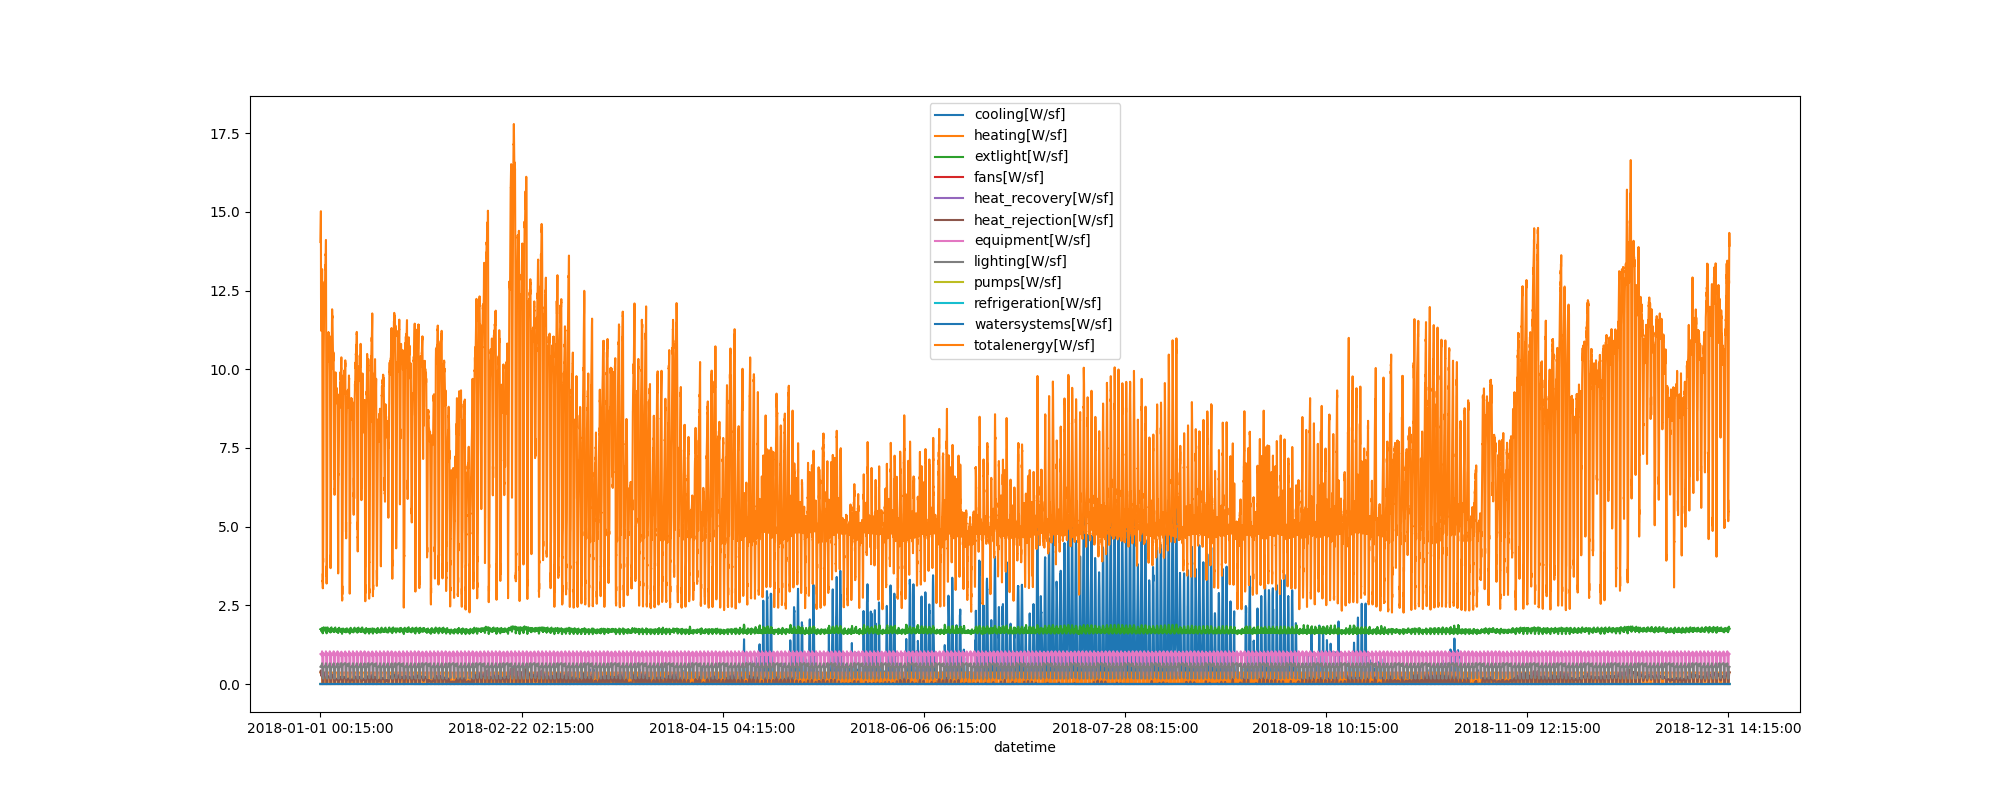 17.5
15.0
12.5
10.0
7.5
5.0
2.5
0.0
cooling[W/sf]
heating[W/sf]
extlight[W/sf]
fans[W/sf]
heat_recovery[W/sf]
heat_rejection[W/sf]
equipment[W/sf]
lighting[W/sf]
pumps[W/sf]
refrigeration[W/sf]
watersystems[W/sf]
totalenergy[W/sf]
2018-01-01 00:15:00 2018-02-22 02:15:00 2018-04-15 04:15:00 2018-06-06 06:15:00 2018-07-28 08:15:00 2018-09-18 10:15:00 2018-11-09 12:15:00 2018-12-31 14:15:00
datetime